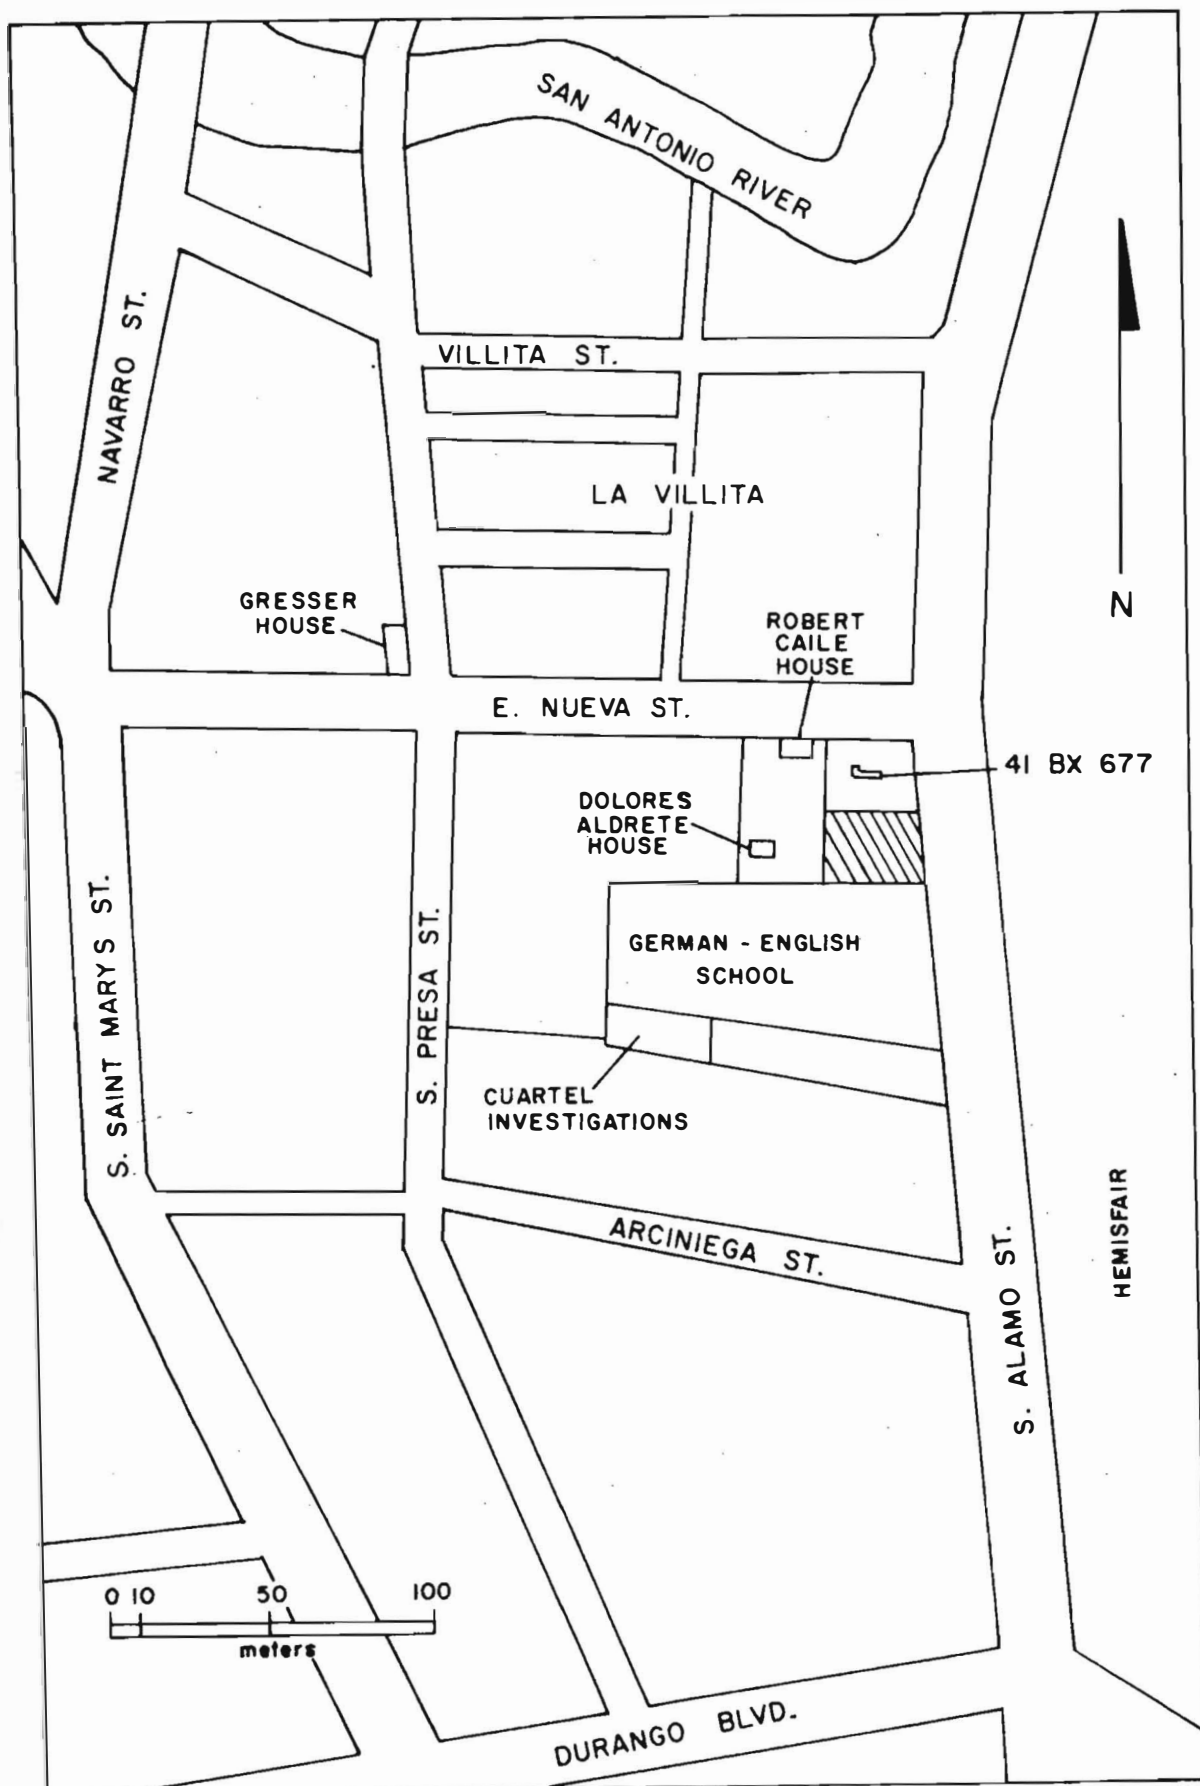 SAN ANTONIO RIVER
NAVARRO ST.
VILLITA ST.
LA VILLITA
N
GRESSER
HOUSE
ROBERT
CAILE
HOUSE
E. NUEVA ST.
41 BX 677
DOLORES
ALDRETE
HOUSE
S. SAINT MARYS ST.
S. PRESA ST.
GERMAN - ENGLISH
SCHOOL
CUARTEL
INVESTIGATIONS
ARCINIEGA ST.
S. ALAMO ST.
HEMISFAIR
0 10 50 100
meters
DURANGO BLVD.